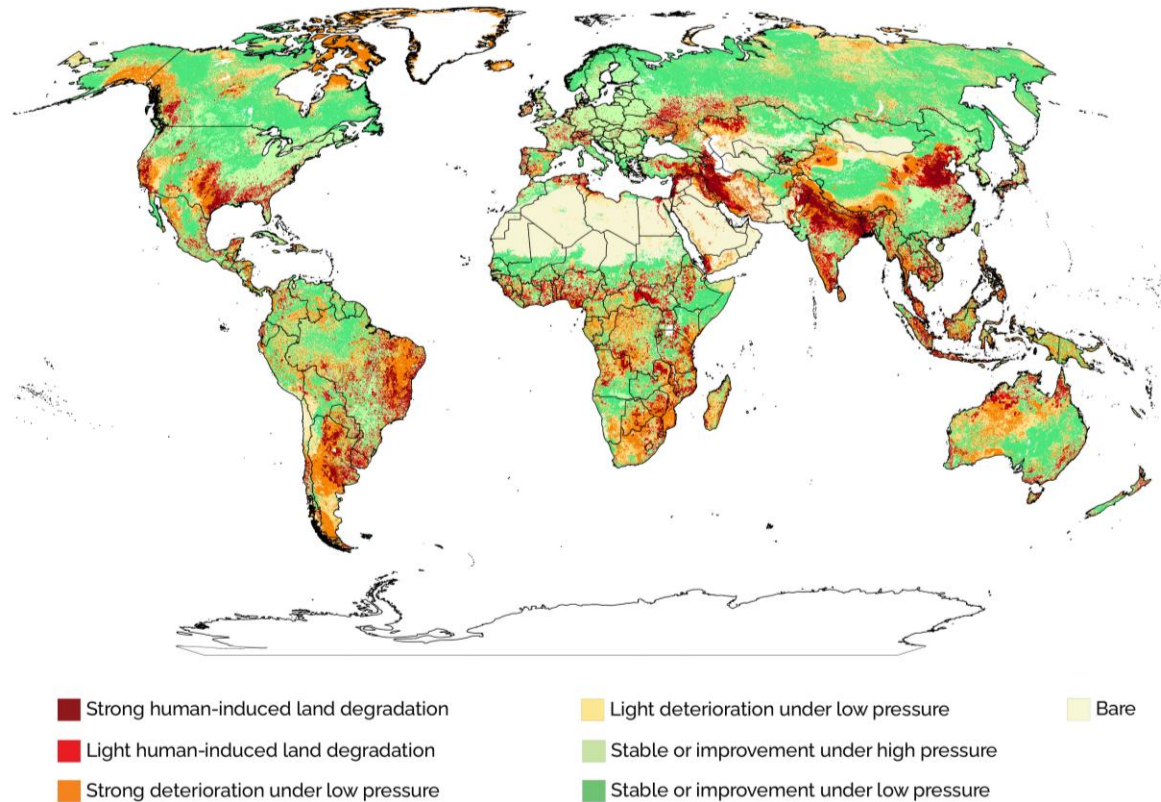 Strong human-induced land degradation
Light human-induced land degradation
Strong deterioration under low pressure
Light deterioration under low pressure
Stable or improvement under high pressure
Stable or improvement under low pressure
Bare